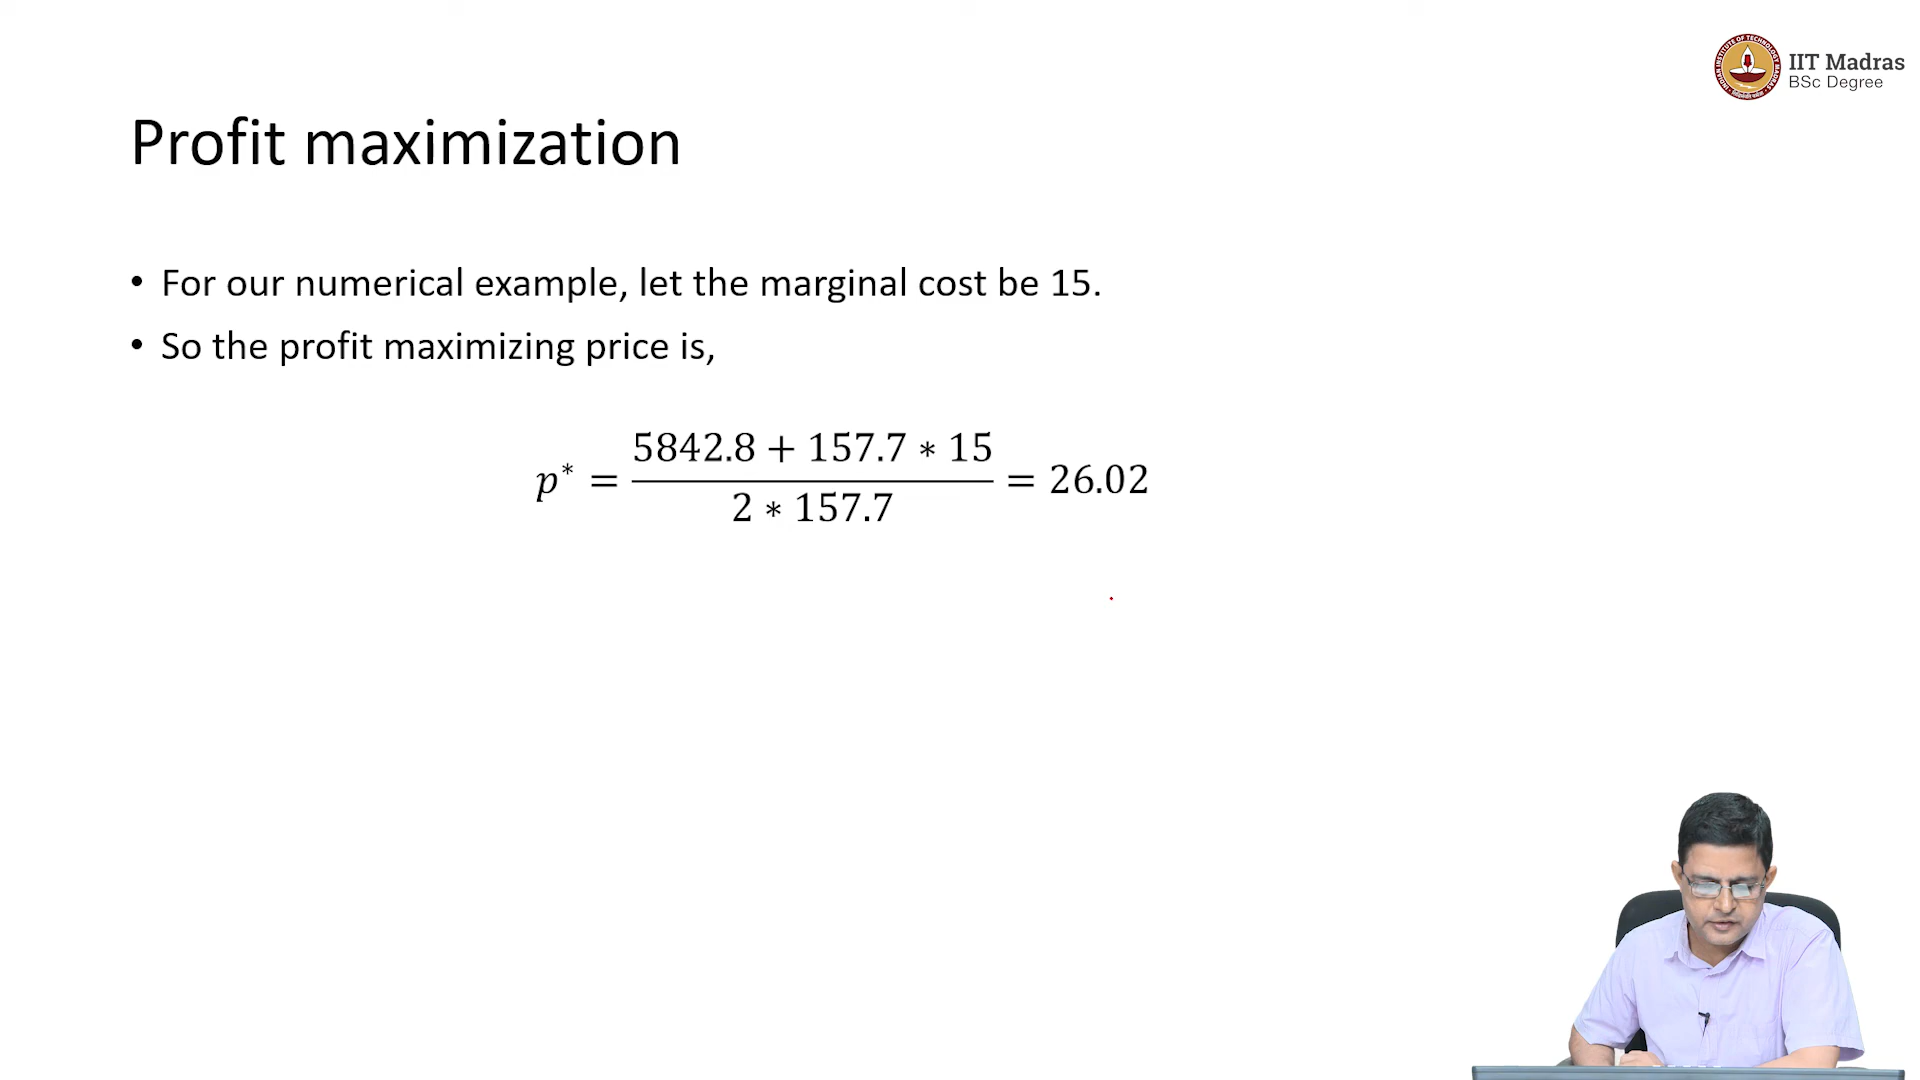 IIT Madras
BSc Degree
Profit maximization
• For our numerical example, let the marginal cost be 15.
• So the profit maximizing price is,
p* = (5842.8 + 157.7 * 15) / (2 * 157.7) = 26.02